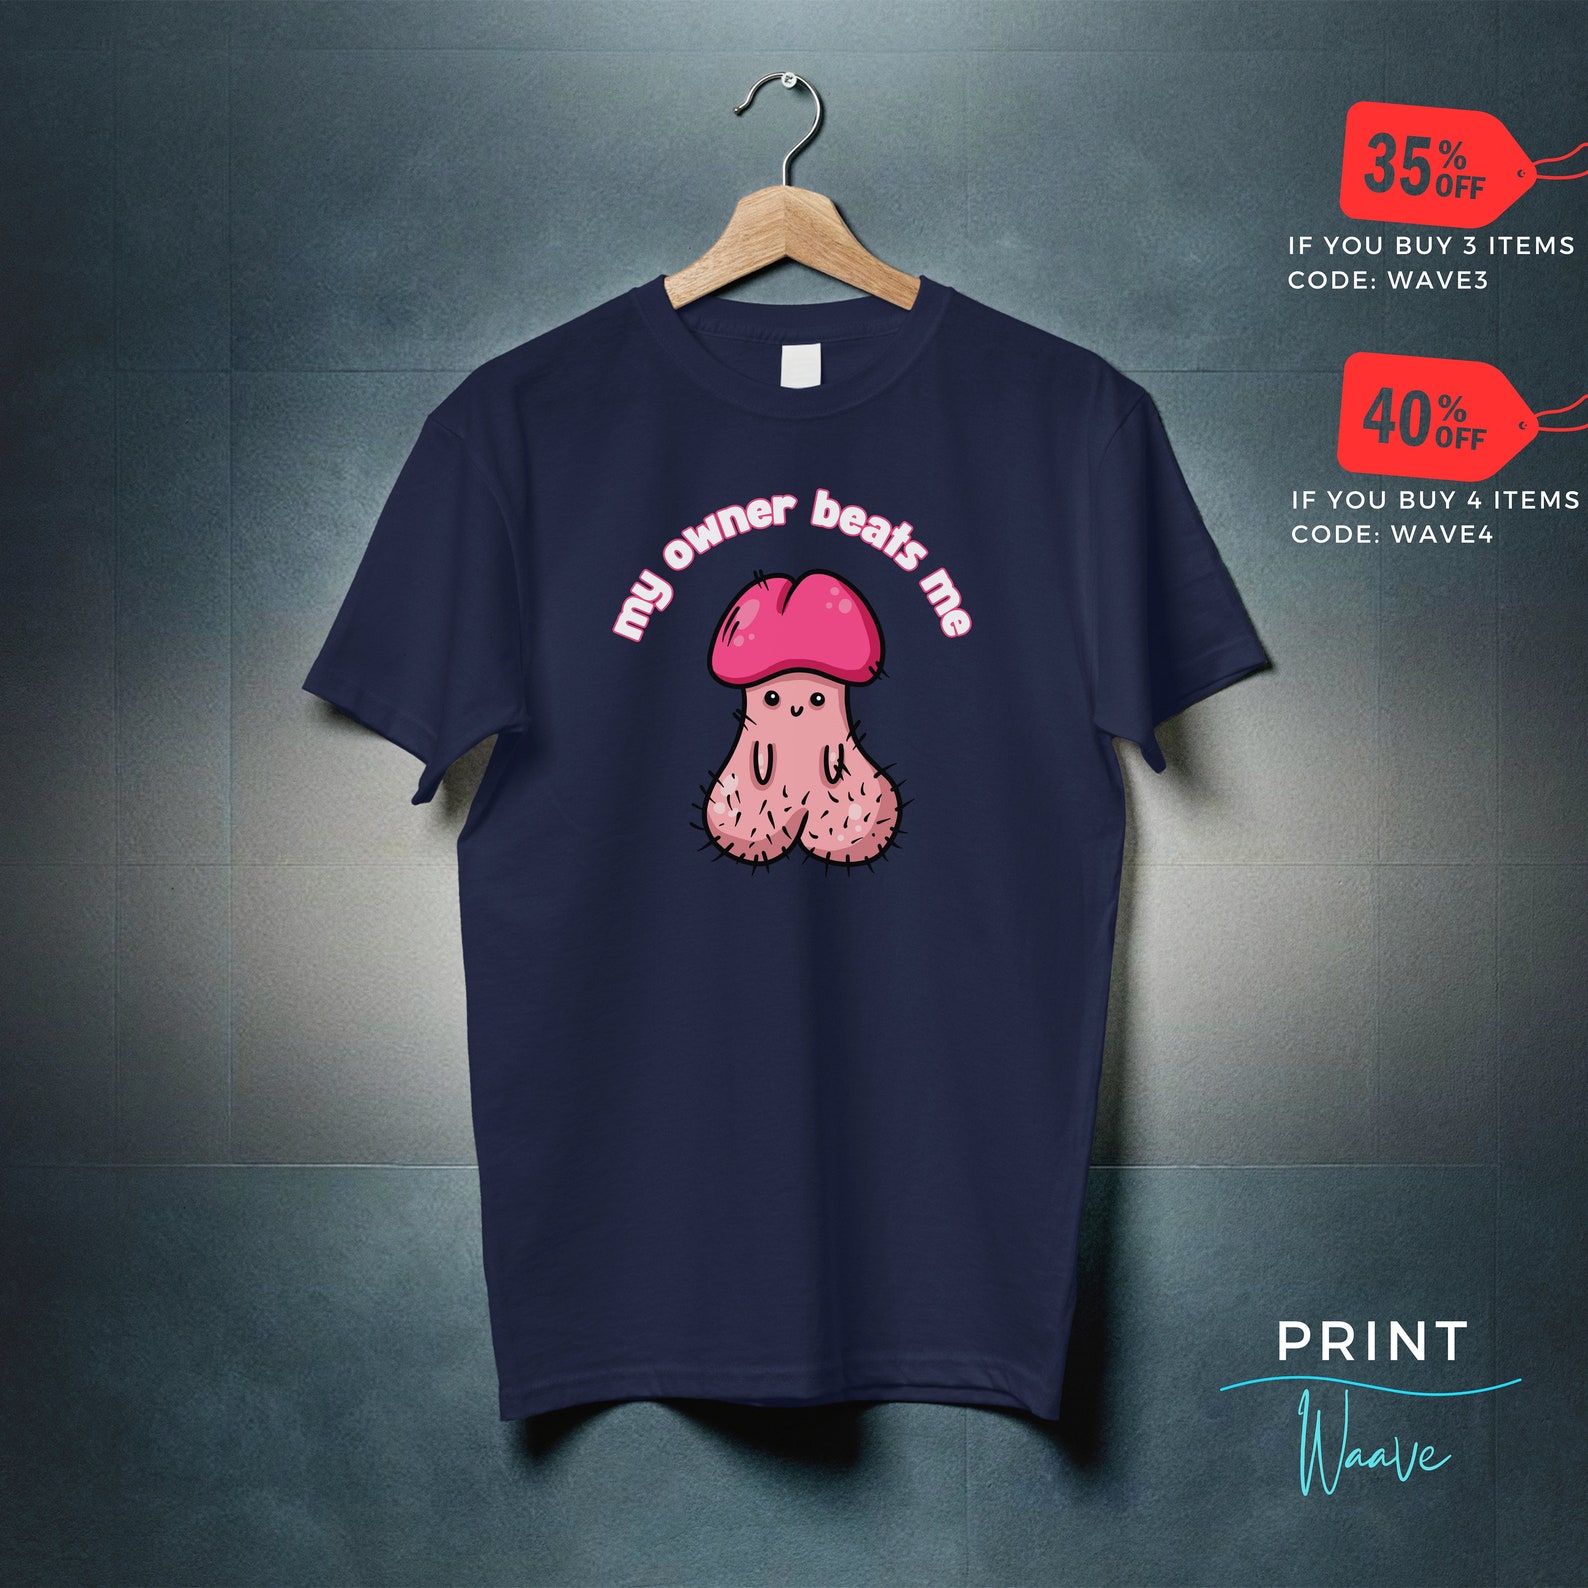 my owner beats me
35% OFF
IF YOU BUY 3 ITEMS
CODE: WAVE3
40% OFF
IF YOU BUY 4 ITEMS
CODE: WAVE4
PRINT
Waave